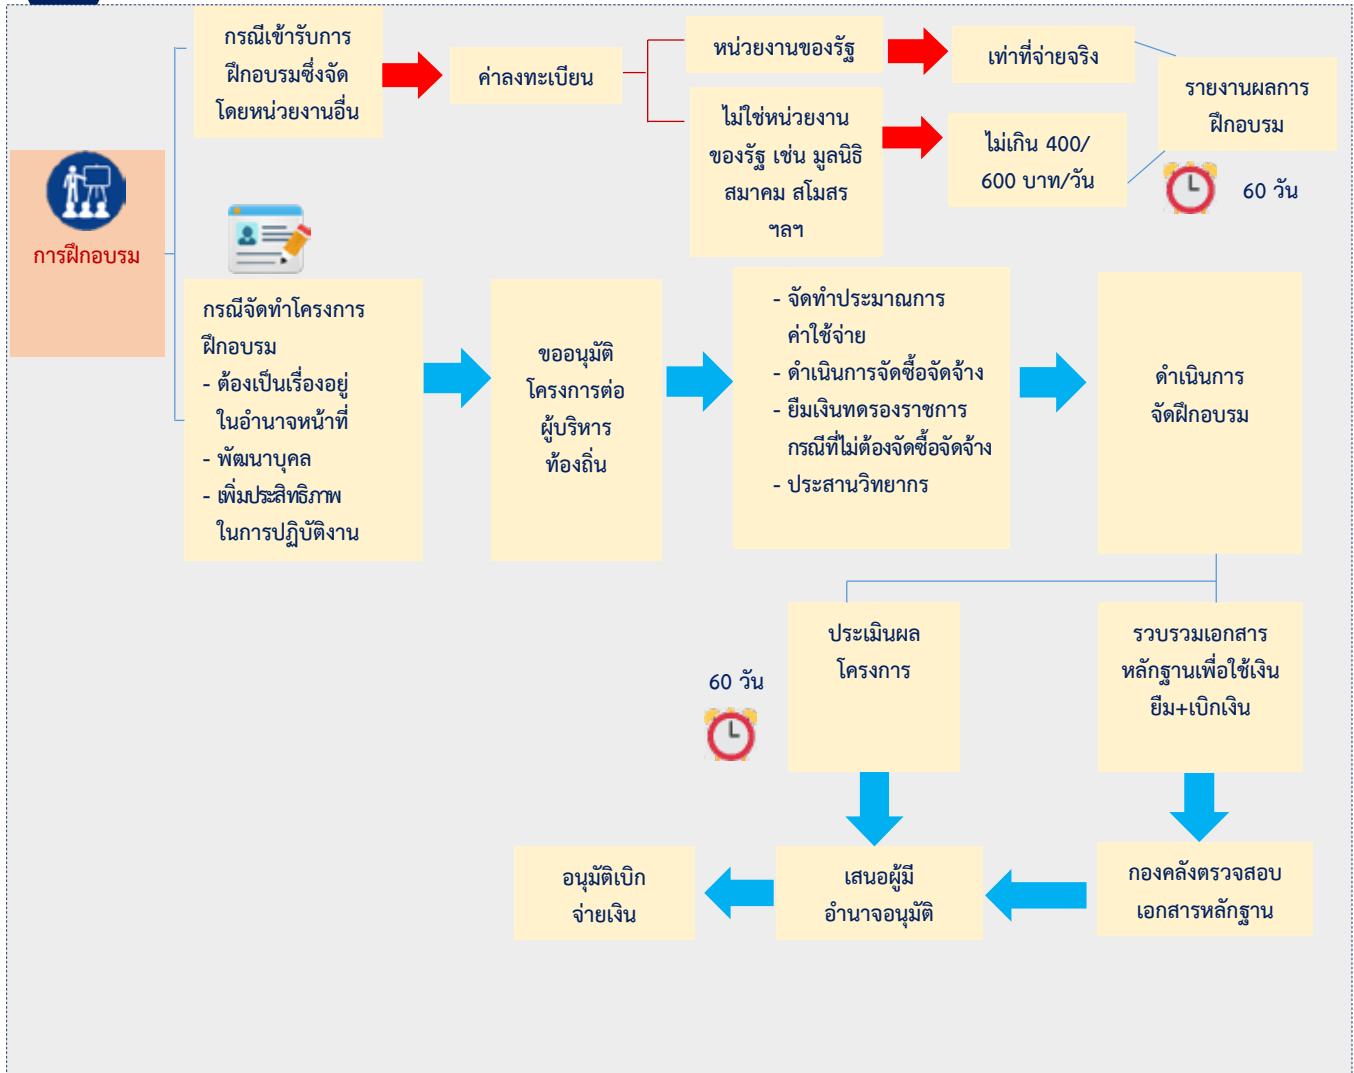 การฝึกอบรม
กรณีเข้ารับการ
ฝึกอบรมซึ่งจัด
โดยหน่วยงานอื่น
ค่าลงทะเบียน
หน่วยงานของรัฐ
เท่าที่จ่ายจริง
ไม่ใช่หน่วยงาน
ของรัฐ เช่น มูลนิธิ
สมาคม สโมสร
ฯลฯ
ไม่เกิน 400/
600 บาท/วัน
รายงานผลการ
ฝึกอบรม
60 วัน
กรณีจัดทำโครงการ
ฝึกอบรม
- ต้องเป็นเรื่องอยู่
ในอำนาจหน้าที่
- พัฒนาบุคล
- เพิ่มประสิทธิภาพ
ในการปฏิบัติงาน
ขออนุมัติ
โครงการต่อ
ผู้บริหาร
ท้องถิ่น
- จัดทำประมาณการ
ค่าใช้จ่าย
- ดำเนินการจัดซื้อจัดจ้าง
- ยืมเงินทดรองราชการ
กรณีที่ไม่ต้องจัดซื้อจัดจ้าง
- ประสานวิทยากร
ดำเนินการ
จัดฝึกอบรม
ประเมินผล
โครงการ
60 วัน
รวบรวมเอกสาร
หลักฐานเพื่อใช้เงิน
ยืม+เบิกเงิน
กองคลังตรวจสอบ
เอกสารหลักฐาน
เสนอผู้มี
อำนาจอนุมัติ
อนุมัติเบิก
จ่ายเงิน